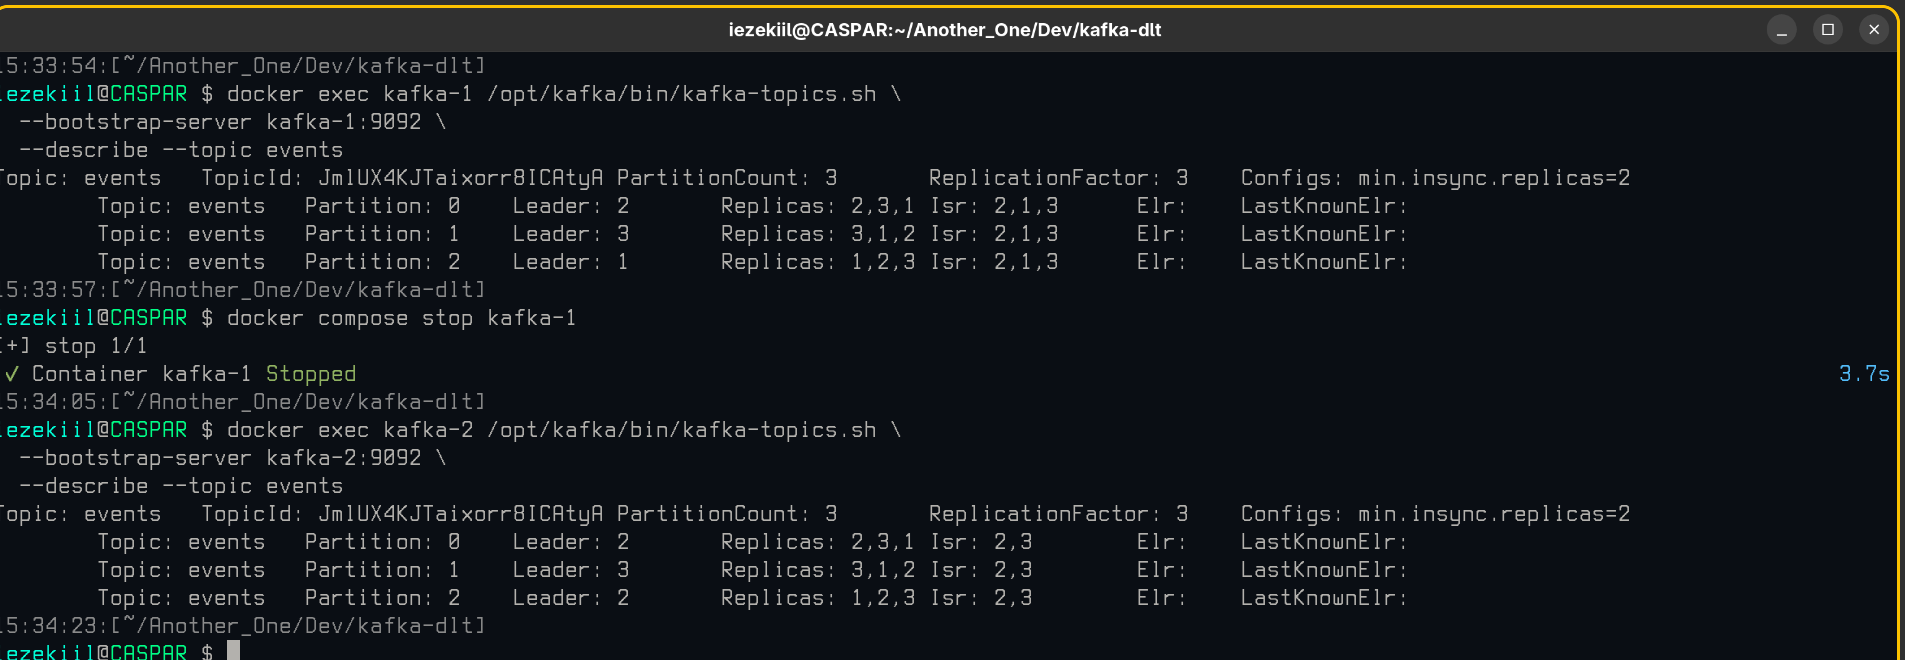 iezekiil@CASPAR:~/Another_One/Dev/kafka-dlt
15:33:54:[~/Another_One/Dev/kafka-dlt]
iezekiil@CASPAR $ docker exec kafka-1 /opt/kafka/bin/kafka-topics.sh \
  --bootstrap-server kafka-1:9092 \
  --describe --topic events
Topic: events   TopicId: JmlUX4KJTaixorr8ICAtyA PartitionCount: 3       ReplicationFactor: 3    Configs: min.insync.replicas=2
        Topic: events   Partition: 0    Leader: 2       Replicas: 2,3,1 Isr: 2,1,3      Elr:    LastKnownElr:
        Topic: events   Partition: 1    Leader: 3       Replicas: 3,1,2 Isr: 2,1,3      Elr:    LastKnownElr:
        Topic: events   Partition: 2    Leader: 1       Replicas: 1,2,3 Isr: 2,1,3      Elr:    LastKnownElr:
15:33:57:[~/Another_One/Dev/kafka-dlt]
iezekiil@CASPAR $ docker compose stop kafka-1
[+] stop 1/1
 ✓ Container kafka-1 Stopped 3.7s
15:34:05:[~/Another_One/Dev/kafka-dlt]
iezekiil@CASPAR $ docker exec kafka-2 /opt/kafka/bin/kafka-topics.sh \
  --bootstrap-server kafka-2:9092 \
  --describe --topic events
Topic: events   TopicId: JmlUX4KJTaixorr8ICAtyA PartitionCount: 3       ReplicationFactor: 3    Configs: min.insync.replicas=2
        Topic: events   Partition: 0    Leader: 2       Replicas: 2,3,1 Isr: 2,3        Elr:    LastKnownElr:
        Topic: events   Partition: 1    Leader: 3       Replicas: 3,1,2 Isr: 2,3        Elr:    LastKnownElr:
        Topic: events   Partition: 2    Leader: 2       Replicas: 1,2,3 Isr: 2,3        Elr:    LastKnownElr:
15:34:23:[~/Another_One/Dev/kafka-dlt]
iezekiil@CASPAR $